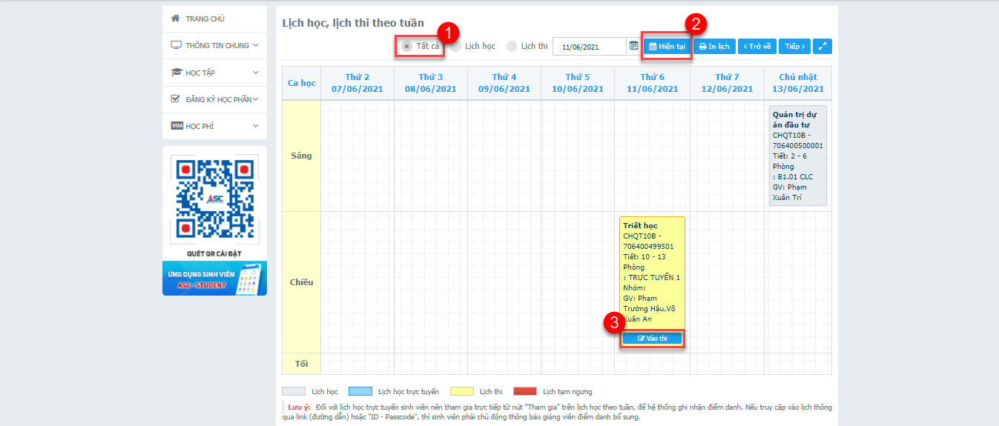 TRANG CHỦ
THÔNG TIN CHUNG
HỌC TẬP
ĐĂNG KÝ HỌC PHẦN
VISA HỌC PHÍ
ASC
QUÉT QR CÀI ĐẶT
ỨNG DỤNG SINH VIÊN
ASC-STUDENT
Lịch học, lịch thi theo tuần
1
2
Tất cả Lịch học Lịch thi 11/06/2021 Hiện tại In lịch Trở về Tiếp
Ca học
Thứ 2
07/06/2021
Thứ 3
08/06/2021
Thứ 4
09/06/2021
Thứ 5
10/06/2021
Thứ 6
11/06/2021
Thứ 7
12/06/2021
Chủ nhật
13/06/2021
Sáng
Quản trị dự
án đầu tư
CHQT10B -
706400500001
Tiết: 2 - 6
Phòng
: B1.01 CLC
GV: Phạm
Xuân Trí
Chiều
Triết học
CHQT10B -
706400499501
Tiết: 10 - 13
Phòng
: TRỰC TUYẾN 1
Nhóm:
GV: Phạm
Trường Hậu,Võ
Xuân An
3
Vào thi
Tối
Lịch học Lịch học trực tuyến Lịch thi Lịch tạm ngưng
Lưu ý: Đối với lịch học trực tuyến sinh viên nên tham gia trực tiếp từ nút "Tham gia" trên lịch học theo tuần, để hệ thống ghi nhận điểm danh. Nếu truy cập vào lịch thông
qua link (đường dẫn) hoặc "ID - Passcode", thì sinh viên phải chủ động thông báo giảng viên điểm danh bổ sung.